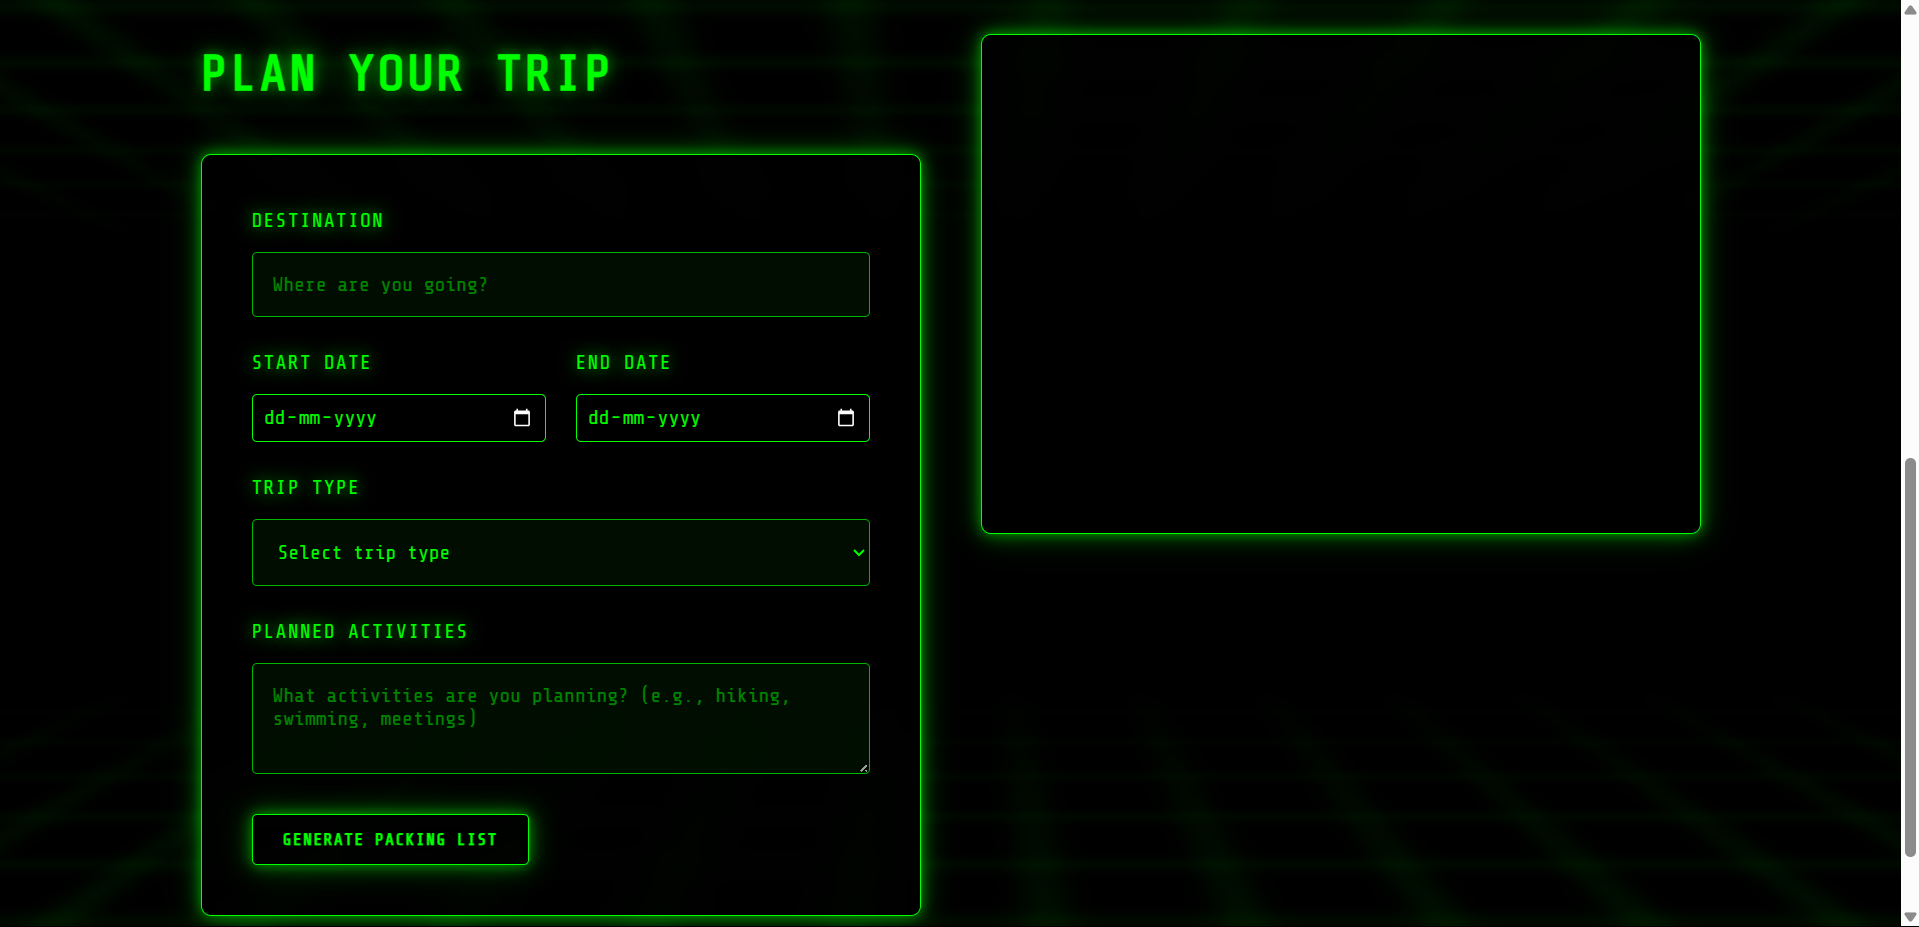 PLAN YOUR TRIP
DESTINATION
Where are you going?
START DATE
END DATE
dd-mm-yyyy
dd-mm-yyyy
TRIP TYPE
Select trip type
PLANNED ACTIVITIES
What activities are you planning? (e.g., hiking,
swimming, meetings)
GENERATE PACKING LIST